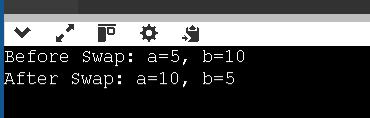 Before Swap: a=5, b=10
After Swap: a=10, b=5